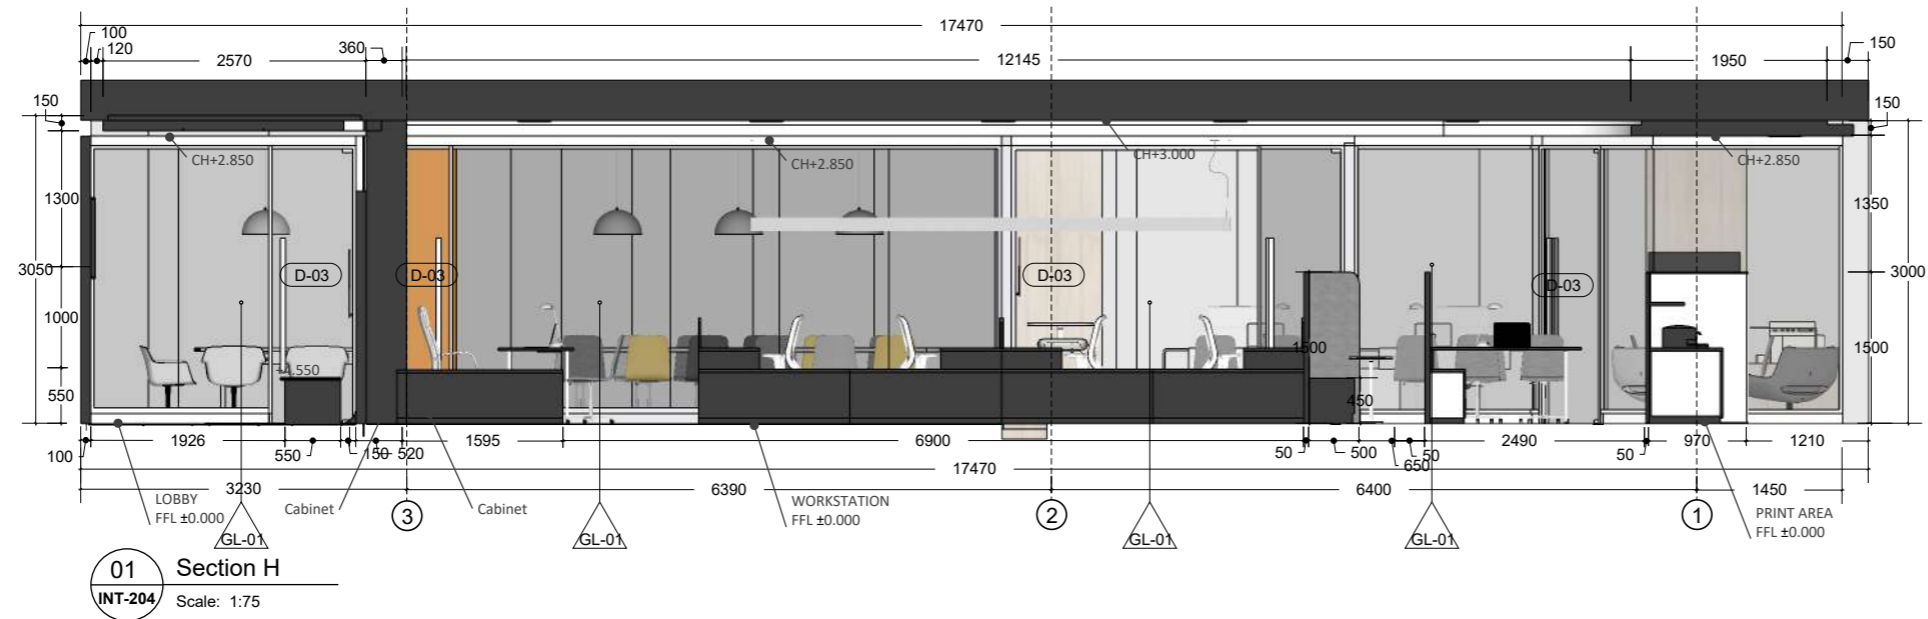 17470
100
120
2570
360
12145
1950
150
150
150
CH+2.850
CH+2.850
CH+3.000
CH+2.850
1300
1350
3050
D-03
D-03
D-03
D-03
3000
1000
1500
1500
.550
550
450
100
1926
550
150
520
1595
6900
50
500
650
50
2490
50
970
1210
17470
3230
6390
6400
1450
LOBBY
FFL ±0.000
Cabinet
3
Cabinet
WORKSTATION
FFL ±0.000
2
1
PRINT AREA
FFL ±0.000
GL-01
GL-01
GL-01
GL-01
01
INT-204
Section H
Scale: 1:75